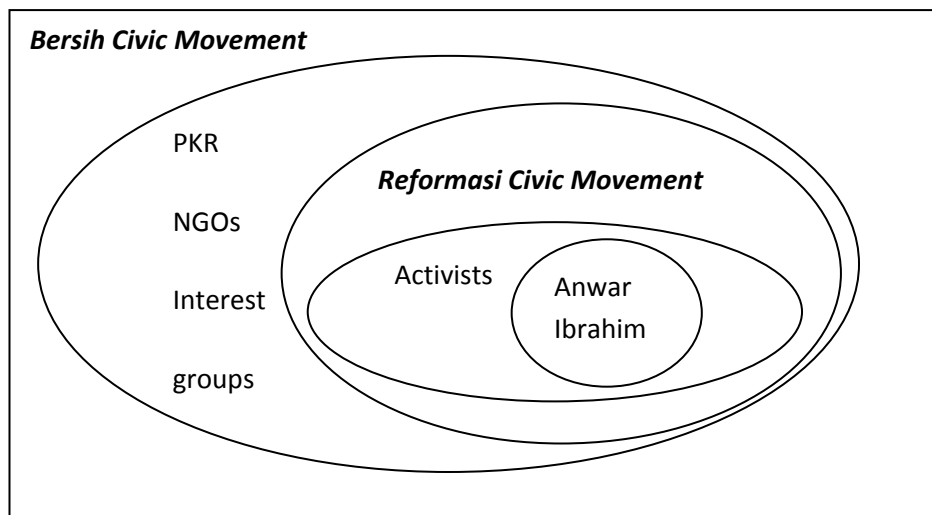 Bersih Civic Movement
PKR
Reformasi Civic Movement
NGOs
Activists
Anwar
Ibrahim
Interest
groups